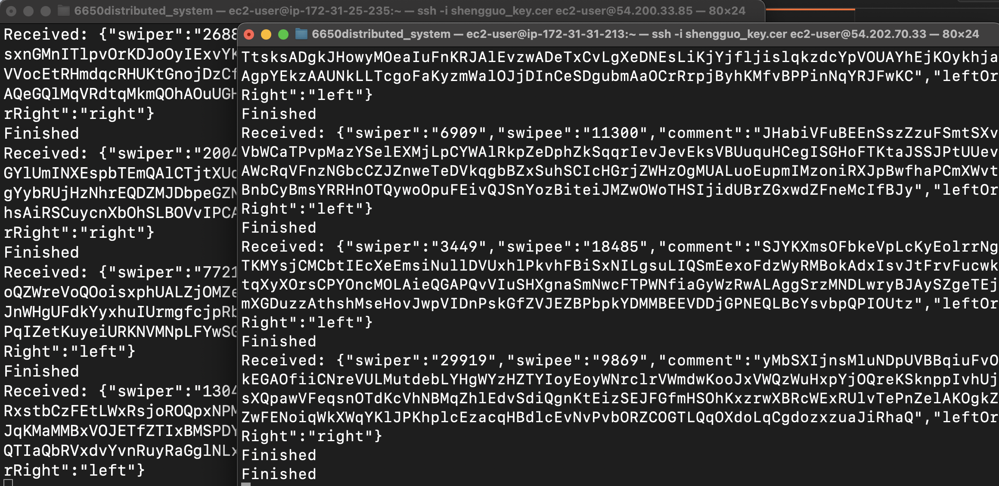 6650distributed_system — ec2-user@ip-172-31-25-235:~ — ssh -i shengguo_key.cer ec2-user@54.200.33.85 — 80×24
Received: {"swiper":"2688
sxnGMnITlpvOrKDJoOyIExvYK
VVocEtRHmdqcRHUKtGnojDzCf
AQeGQlMqVRdtqMkmQOhAOuUGH
rRight":"right"}
Finished
Received: {"swiper":"2004
GYlUmINXEspbTEmQAlCTjtXUd
gYybRUjHzNhrEQDZMJDbpeGZN
hsAiRSCuycnXbOhSLBOVvIPCA
rRight":"right"}
Finished
Received: {"swiper":"7721
oQZWreVoQOoisxphUALZjOMZe
JnWHgUFdkYyxhuIUrmgfcjpRb
PqIZetKuyeiURKNVMNpLFYwSG
Right":"left"}
Finished
Received: {"swiper":"1304
RxstbCzFEtLWxRsjoROQpxNPM
JqKMaMMBxVOJETfZTIxBMSPDY
QTIaQbRVxdvYvnRuyRaGglNLx
rRight":"left"}
6650distributed_system — ec2-user@ip-172-31-31-213:~ — ssh -i shengguo_key.cer ec2-user@54.202.70.33 — 80×24
TtsksADgkJHowyMOeaIuFnKRJAlEvzwADeTxCvLgXeDNEsLiKjYjfljislqkzdcYpVOUAYhEjKOykhja
AgpYEkzAAUNkLLTcgoFaKyzmWalOJjDInCeSDgubmAaOCrRrpjByhKMfvBPPinNqYRJFwKC","leftOr
Right":"left"}
Finished
Received: {"swiper":"6909","swipee":"11300","comment":"JHabiVFuBEEnSszZzuFSmtSXv
VbWCaTPvpMazYSelEXMjLpCYWAlRkpZeDphZkSqqrIevJevEksVBUuquHCegISGHoFTKtaJSSJPtUUev
AWcRqVFnzNGbcCZJZnweTeDVkqgbBZxSuhSCIcHGrjZWHzOgMUALuoEupmIMzoniRXJpBwfhaPCmXWvt
BnbCyBmsYRRHnOTQywoOpuFEivQJSnYozBiteiJMZwOWoTHSIjidUBrZGxwdZFneMcIfBJy","leftOr
Right":"left"}
Finished
Received: {"swiper":"3449","swipee":"18485","comment":"SJYKXmsOFbkeVpLcKyEolrrNg
TKMYsjCMCbtIEcXeEmsiNullDVUxhlPkvhFBiSxNILgsuLIQSmEexoFdzWyRMBokAdxIsvJtFrvFucwk
tqXyXOrsCPYOncMOLAieQGAPQvVIuSHXgnaSmNwcFTPWNfiaGyWzRwALAggSrzMNDLwryBJAySZgeTEj
mXGDuzzAthshMseHovJwpVIDnPskGfZVJEZBPbpkYDMMBEEVDDjGPNEQLBcYsvbpQPIOUtz","leftOr
Right":"left"}
Finished
Received: {"swiper":"29919","swipee":"9869","comment":"yMbSXIjnsMluNDpUVBBqiuFvO
kEGAOfiiCNreVULMutdebLYHgWYzHZTYIoyEoyWNrclrVWmdwKooJxVWQzWuHxpYjOQreKSknppIvhUj
sXQpawVFeqsnOTdKcVhNBMqZhlEdvSdiQgnKtEizSEJFGfmHSOhKxzrwXBRcWExRUlvTePnZelAKOgkZ
ZwFENoiqWkXWqYKlJPKhplcEzacqHBdlcEvNvPvbORZCOGTLQqOXdoLqCgdozxzuaJiRhaQ","leftOr
Right":"right"}
Finished
Finished